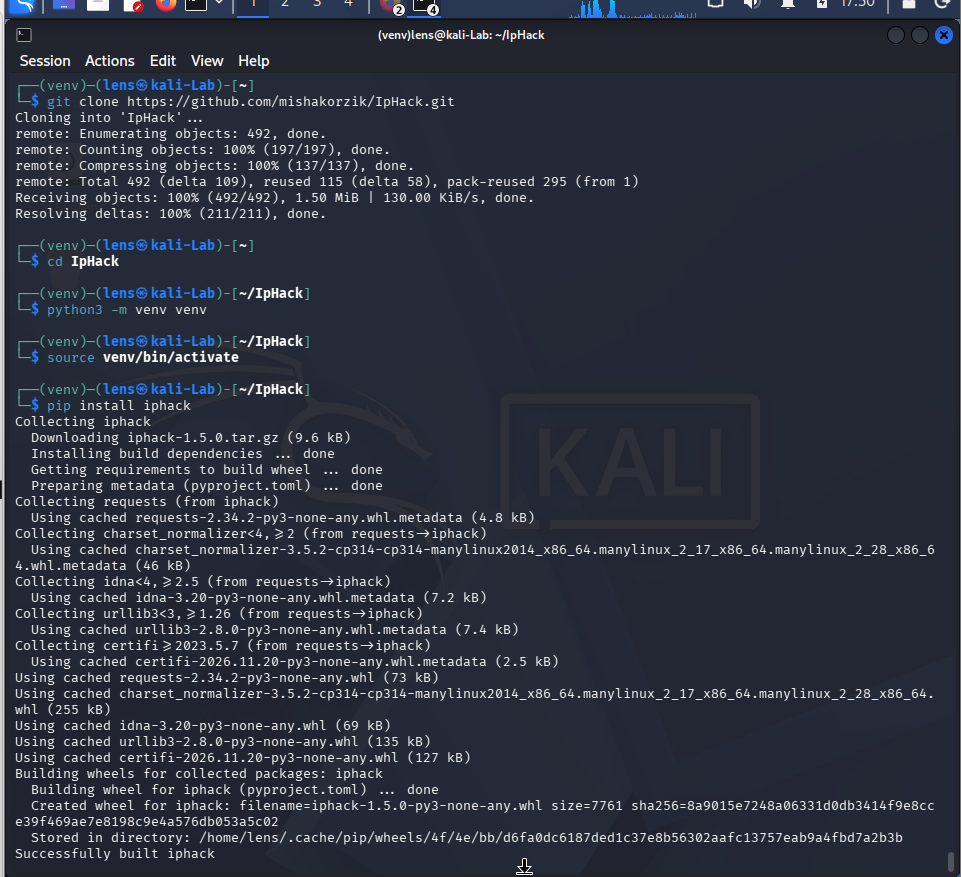 1 2 3 4 2 4 17:50
(venv)lens@kali-Lab: ~/IpHack
Session Actions Edit View Help
┌──(venv)─(lens㉿kali-Lab)-[~]
└─$ git clone https://github.com/mishakorzik/IpHack.git
Cloning into 'IpHack'...
remote: Enumerating objects: 492, done.
remote: Counting objects: 100% (197/197), done.
remote: Compressing objects: 100% (137/137), done.
remote: Total 492 (delta 109), reused 115 (delta 58), pack-reused 295 (from 1)
Receiving objects: 100% (492/492), 1.50 MiB | 130.00 KiB/s, done.
Resolving deltas: 100% (211/211), done.
┌──(venv)─(lens㉿kali-Lab)-[~]
└─$ cd IpHack
┌──(venv)─(lens㉿kali-Lab)-[~/IpHack]
└─$ python3 -m venv venv
┌──(venv)─(lens㉿kali-Lab)-[~/IpHack]
└─$ source venv/bin/activate
┌──(venv)─(lens㉿kali-Lab)-[~/IpHack]
└─$ pip install iphack
Collecting iphack
  Downloading iphack-1.5.0.tar.gz (9.6 kB)
  Installing build dependencies ... done
  Getting requirements to build wheel ... done
  Preparing metadata (pyproject.toml) ... done
Collecting requests (from iphack)
  Using cached requests-2.34.2-py3-none-any.whl.metadata (4.8 kB)
Collecting charset_normalizer<4,≥2 (from requests→iphack)
  Using cached charset_normalizer-3.5.2-cp314-cp314-manylinux2014_x86_64.manylinux_2_17_x86_64.manylinux_2_28_x86_6
4.whl.metadata (46 kB)
Collecting idna<4,≥2.5 (from requests→iphack)
  Using cached idna-3.20-py3-none-any.whl.metadata (7.2 kB)
Collecting urllib3<3,≥1.26 (from requests→iphack)
  Using cached urllib3-2.8.0-py3-none-any.whl.metadata (7.4 kB)
Collecting certifi≥2023.5.7 (from requests→iphack)
  Using cached certifi-2026.11.20-py3-none-any.whl.metadata (2.5 kB)
Using cached requests-2.34.2-py3-none-any.whl (73 kB)
Using cached charset_normalizer-3.5.2-cp314-cp314-manylinux2014_x86_64.manylinux_2_17_x86_64.manylinux_2_28_x86_64.
whl (255 kB)
Using cached idna-3.20-py3-none-any.whl (69 kB)
Using cached urllib3-2.8.0-py3-none-any.whl (135 kB)
Using cached certifi-2026.11.20-py3-none-any.whl (127 kB)
Building wheels for collected packages: iphack
  Building wheel for iphack (pyproject.toml) ... done
  Created wheel for iphack: filename=iphack-1.5.0-py3-none-any.whl size=7761 sha256=8a9015e7248a06331d0db3414f9e8cc
e39f469ae7e8198c9e4a576db053a5c02
  Stored in directory: /home/lens/.cache/pip/wheels/4f/4e/bb/d6fa0dc6187ded1c37e8b56302aafc13757eab9a4fbd7a2b3b
Successfully built iphack
KALI